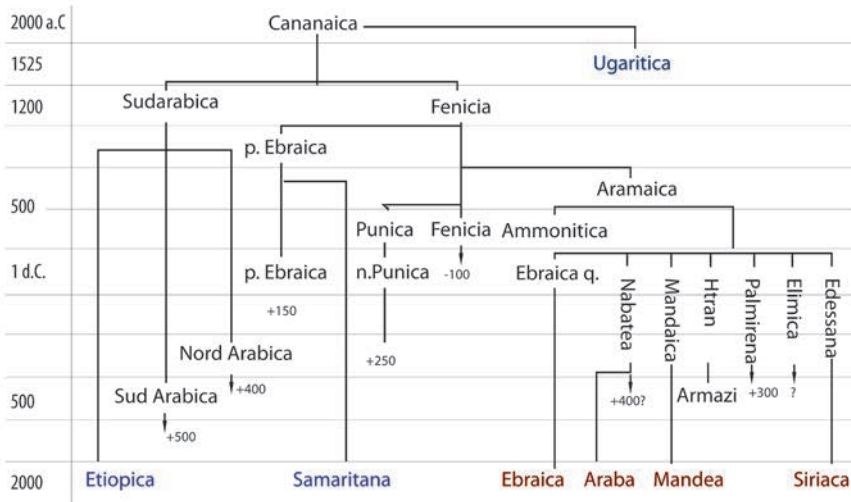 2000 a.C Cananaica
1525 Ugaritica
1200 Sudarabica Fenicia
p. Ebraica
Aramaica
500
Punica Fenicia Ammonitica
1 d.C. p. Ebraica n.Punica -100 Ebraica q. Nabatea Mandaica Htran Palmirena Elimica Edessana
+150
Nord Arabica +250
+400 Sud Arabica +400? Armazi +300 ?
500
+500
2000 Etiopica Samaritana Ebraica Araba Mandea Siriaca